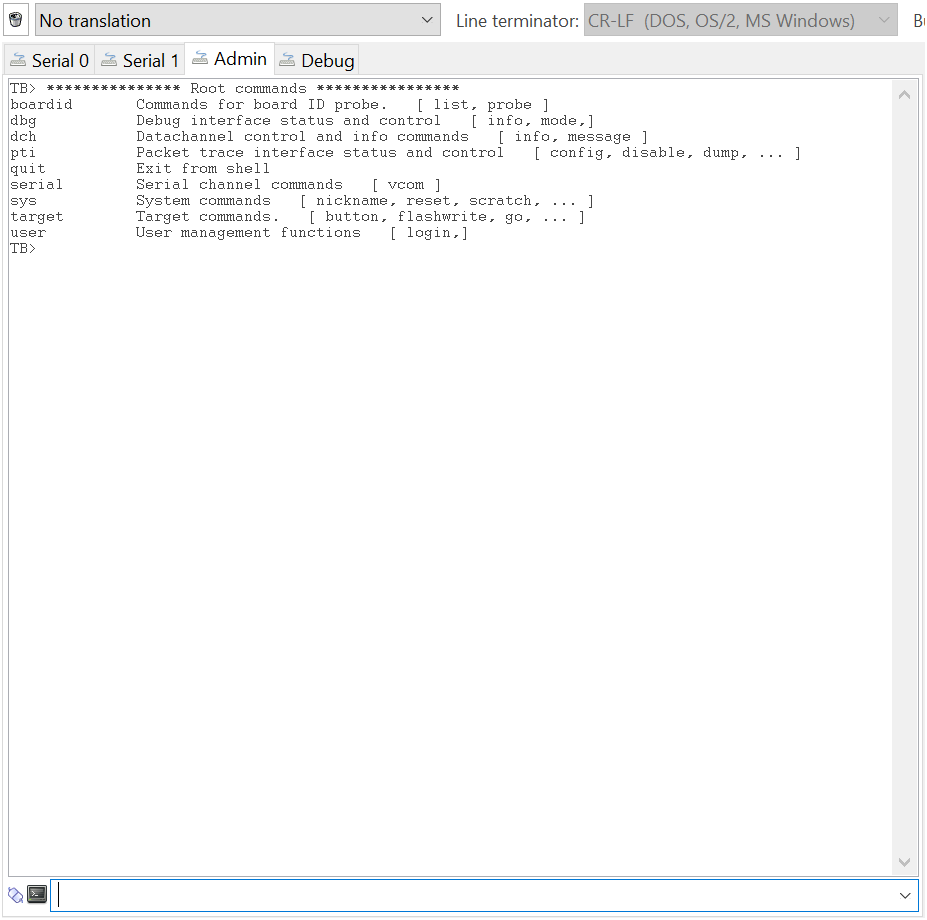 No translation Line terminator: CR-LF (DOS, OS/2, MS Windows)
Serial 0 Serial 1 Admin Debug
TB> *************** Root commands ****************
boardid Commands for board ID probe. [ list, probe ]
dbg Debug interface status and control [ info, mode,]
dch Datachannel control and info commands [ info, message ]
pti Packet trace interface status and control [ config, disable, dump, ... ]
quit Exit from shell
serial Serial channel commands [ vcom ]
sys System commands [ nickname, reset, scratch, ... ]
target Target commands. [ button, flashwrite, go, ... ]
user User management functions [ login,]
TB>